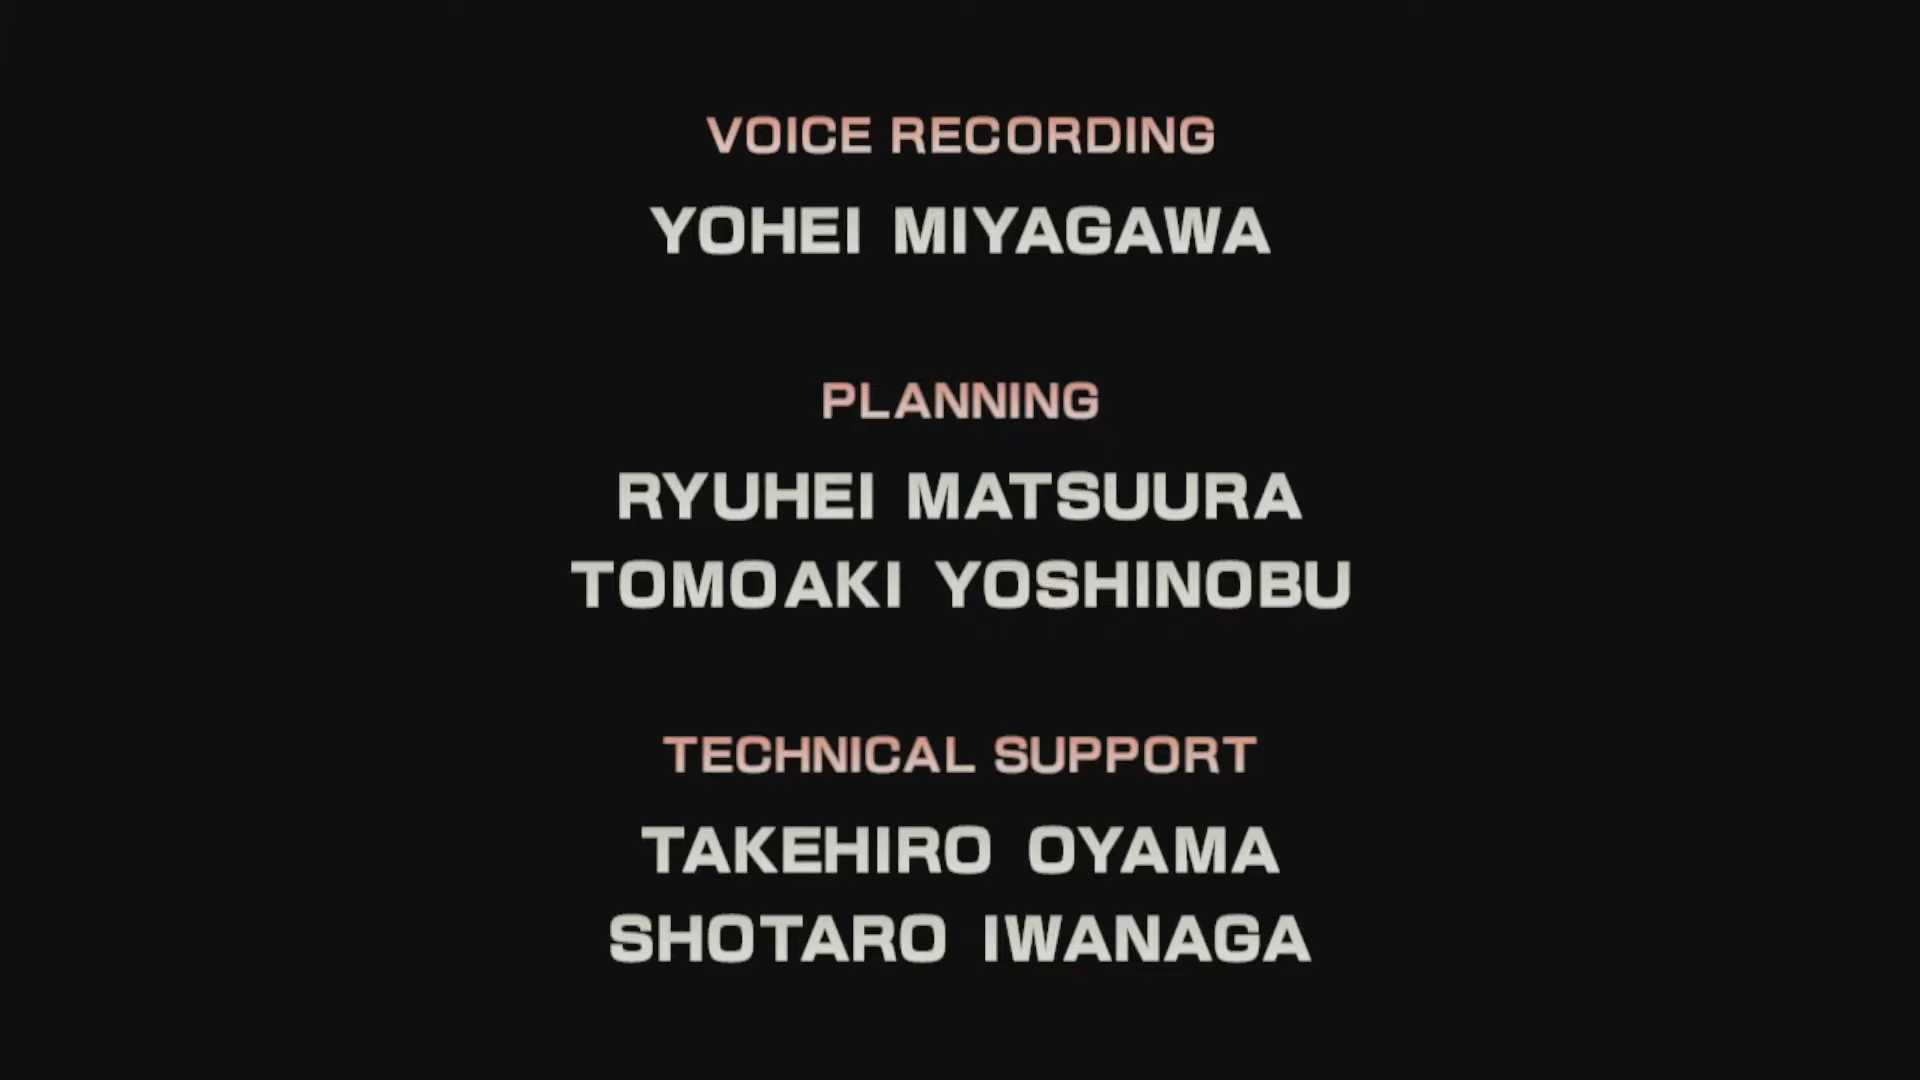 VOICE RECORDING
YOHEI MIYAGAWA
PLANNING
RYUHEI MATSUURA
TOMOAKI YOSHINOBU
TECHNICAL SUPPORT
TAKEHIRO OYAMA
SHOTARO IWANAGA